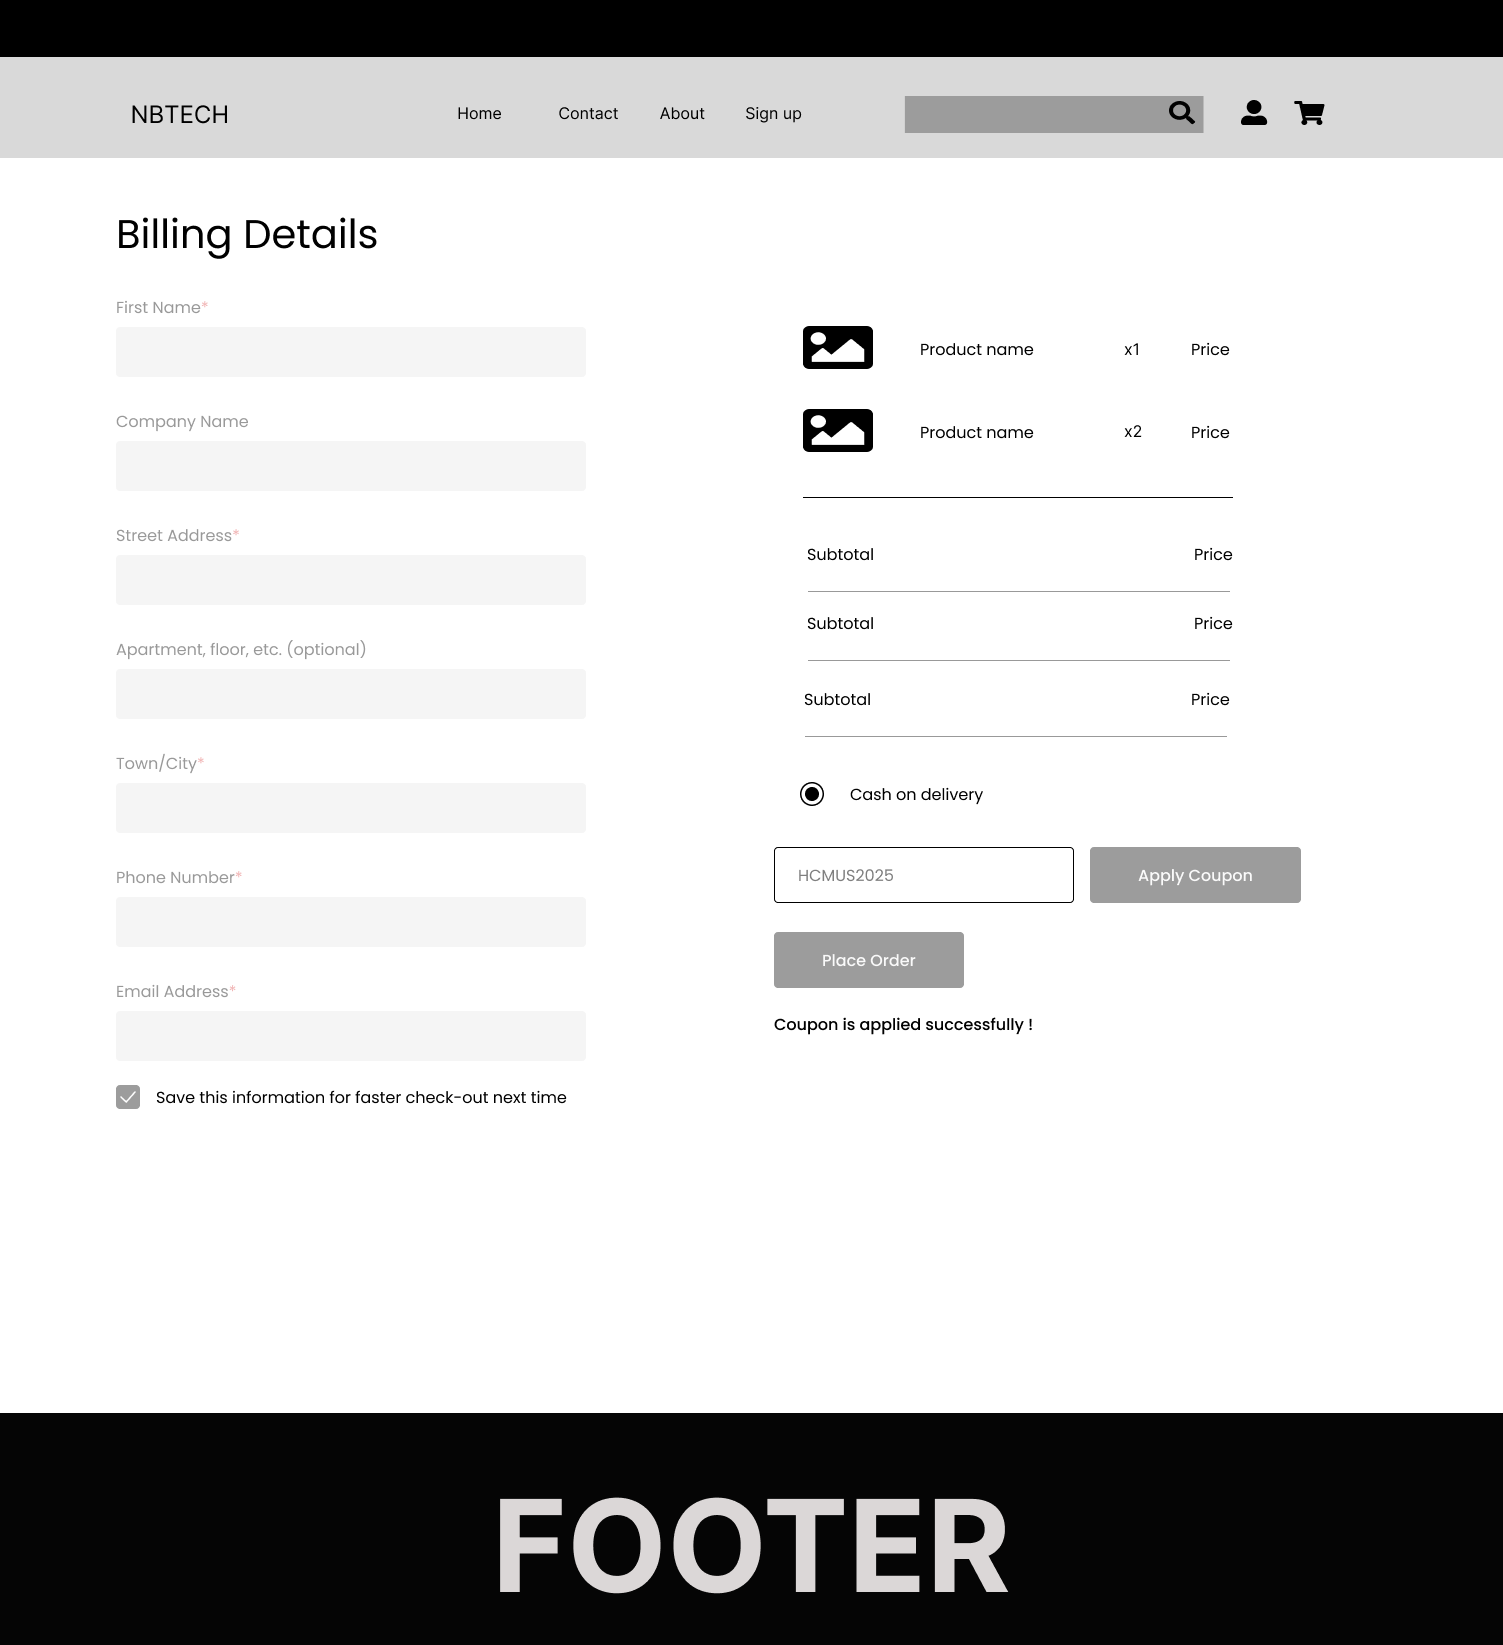 NBTECH
Home
Contact
About
Sign up
Billing Details
First Name*
Company Name
Street Address*
Apartment, floor, etc. (optional)
Town/City*
Phone Number*
Email Address*
Save this information for faster check-out next time
Product name x1 Price
Product name x2 Price
Subtotal Price
Subtotal Price
Subtotal Price
Cash on delivery
HCMUS2025
Apply Coupon
Place Order
Coupon is applied successfully !
FOOTER